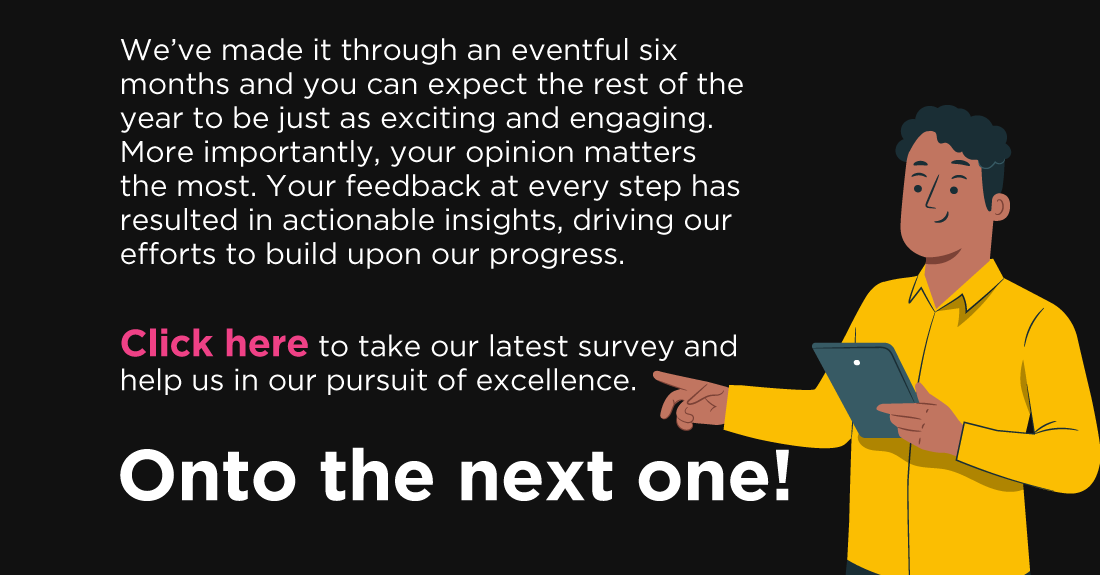 We’ve made it through an eventful six
months and you can expect the rest of the
year to be just as exciting and engaging.
More importantly, your opinion matters
the most. Your feedback at every step has
resulted in actionable insights, driving our
efforts to build upon our progress.
Click here to take our latest survey and
help us in our pursuit of excellence.
Onto the next one!